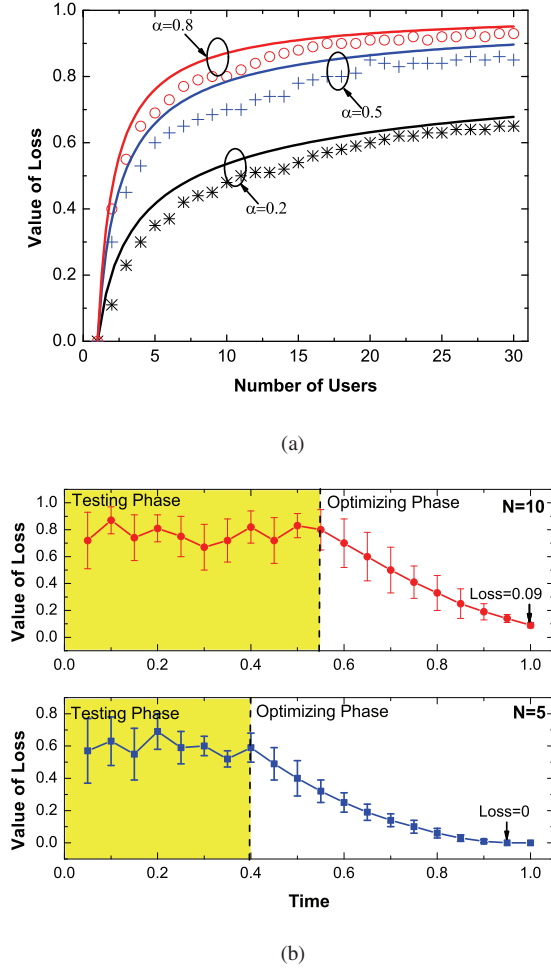 (a)
1.0
0.8
0.6
0.4
0.2
0.0
Value of Loss
α=0.8
α=0.5
α=0.2
0 5 10 15 20 25 30
Number of Users
(a)
Testing Phase Optimizing Phase N=10
1.0
0.8
0.6
0.4
0.2
0.0
Value of Loss
Loss=0.09
0.0 0.2 0.4 0.6 0.8 1.0
Testing Phase Optimizing Phase N=5
0.8
0.6
0.4
0.2
0.0
Value of Loss
Loss=0
0.0 0.2 0.4 0.6 0.8 1.0
Time
(b)